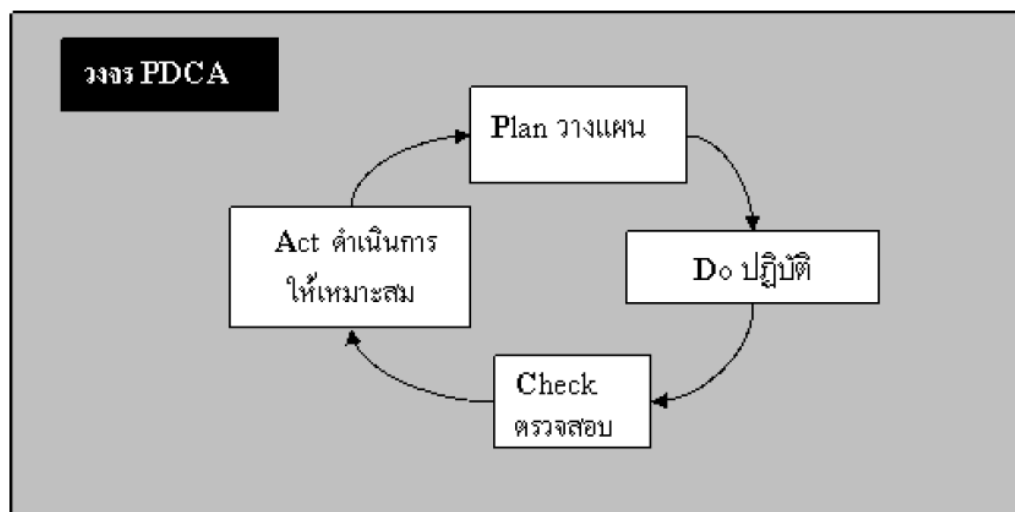 วงจร PDCA
Plan วางแผน
Do ปฏิบัติ
Check
ตรวจสอบ
Act ดำเนินการ
ให้เหมาะสม